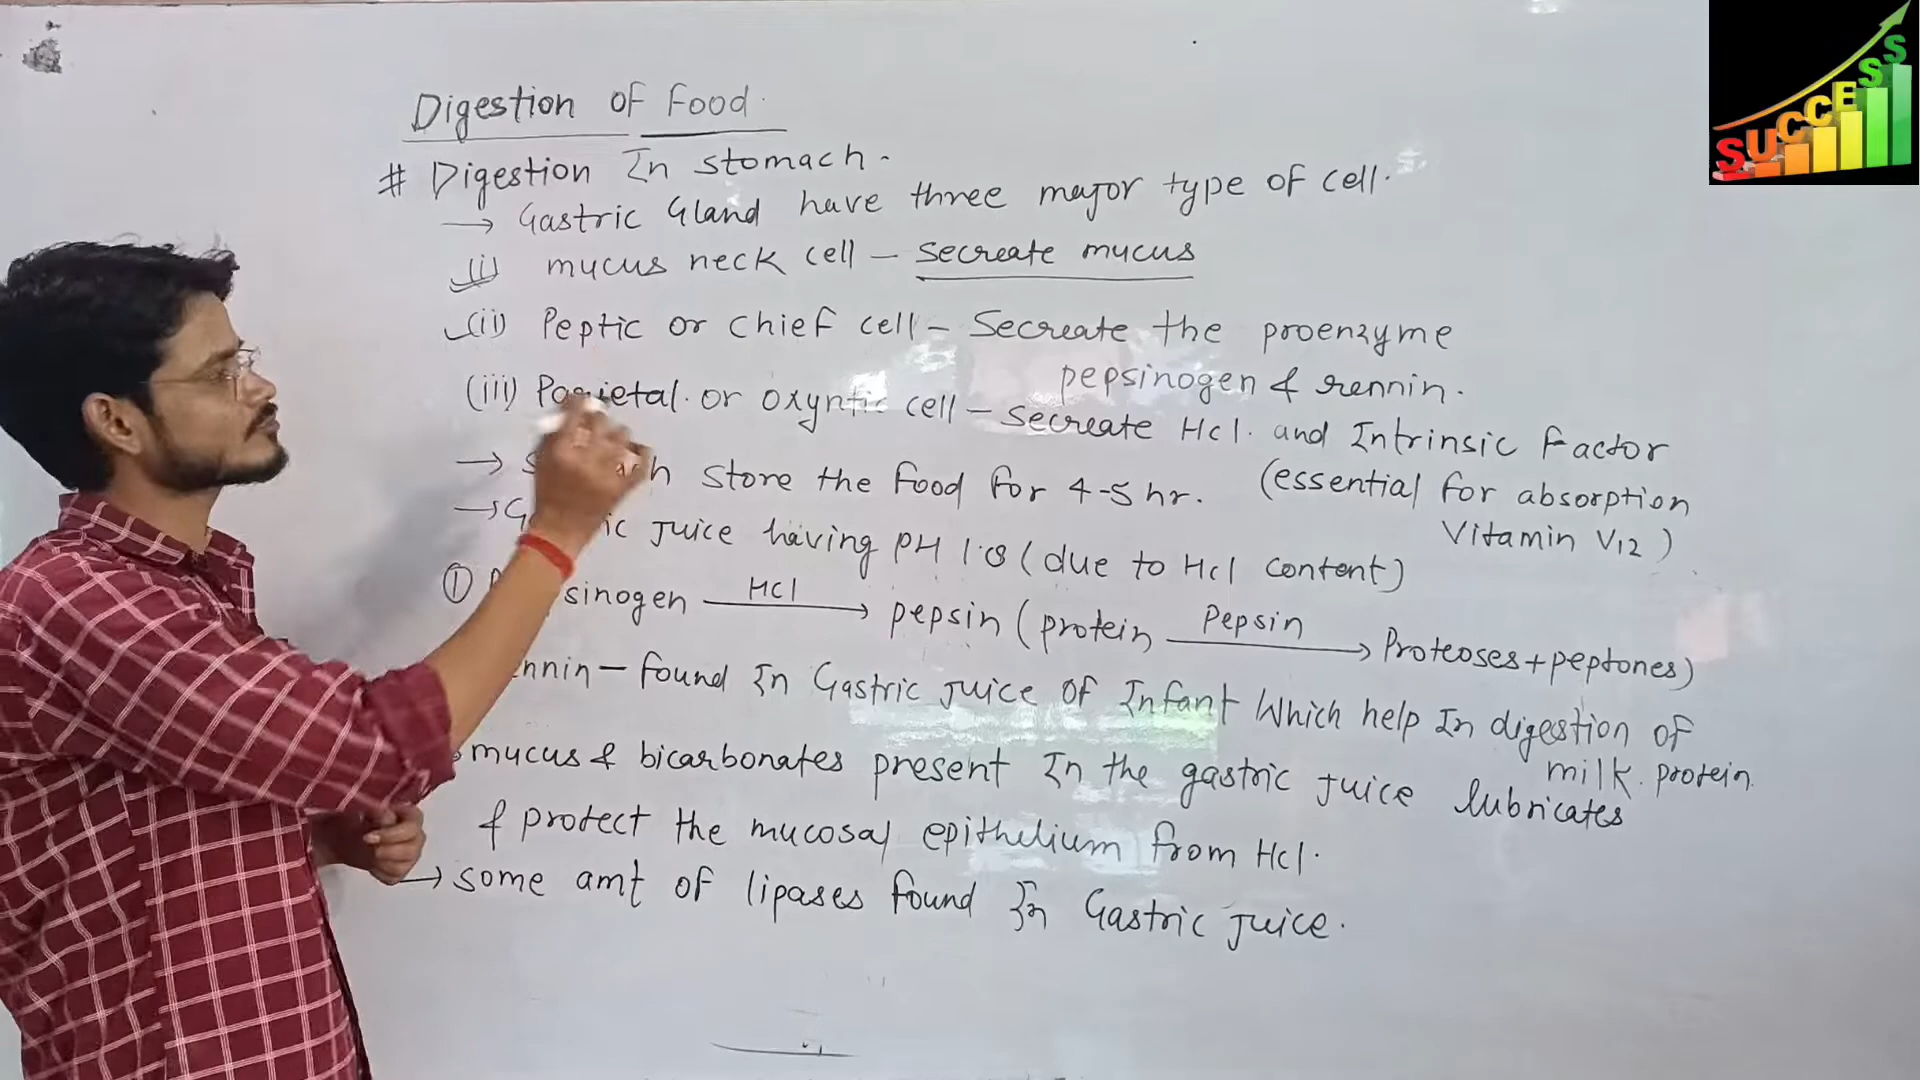 SUCCESS
Digestion of Food.
# Digestion In stomach.
→ Gastric Gland have three major type of cell.
(i) mucus neck cell – secreate mucus
(ii) Peptic or chief cell – Secreate the proenzyme
pepsinogen & rennin.
(iii) Parietal or oxyntic cell – secreate Hcl. and Intrinsic Factor
(essential for absorption
Vitamin V12)
→ store the food for 4-5 hr.
→ juice having PH 1.8 (due to Hcl content)
① sinogen HCl → pepsin (protein Pepsin → Proteoses + peptones)
nnin – found In Gastric juice of Infant Which help In digestion of
milk. protein
mucus & bicarbonates present In the gastric juice lubricates
& protect the mucosal epithelium from Hcl.
→ some amt of lipases found In Gastric juice.